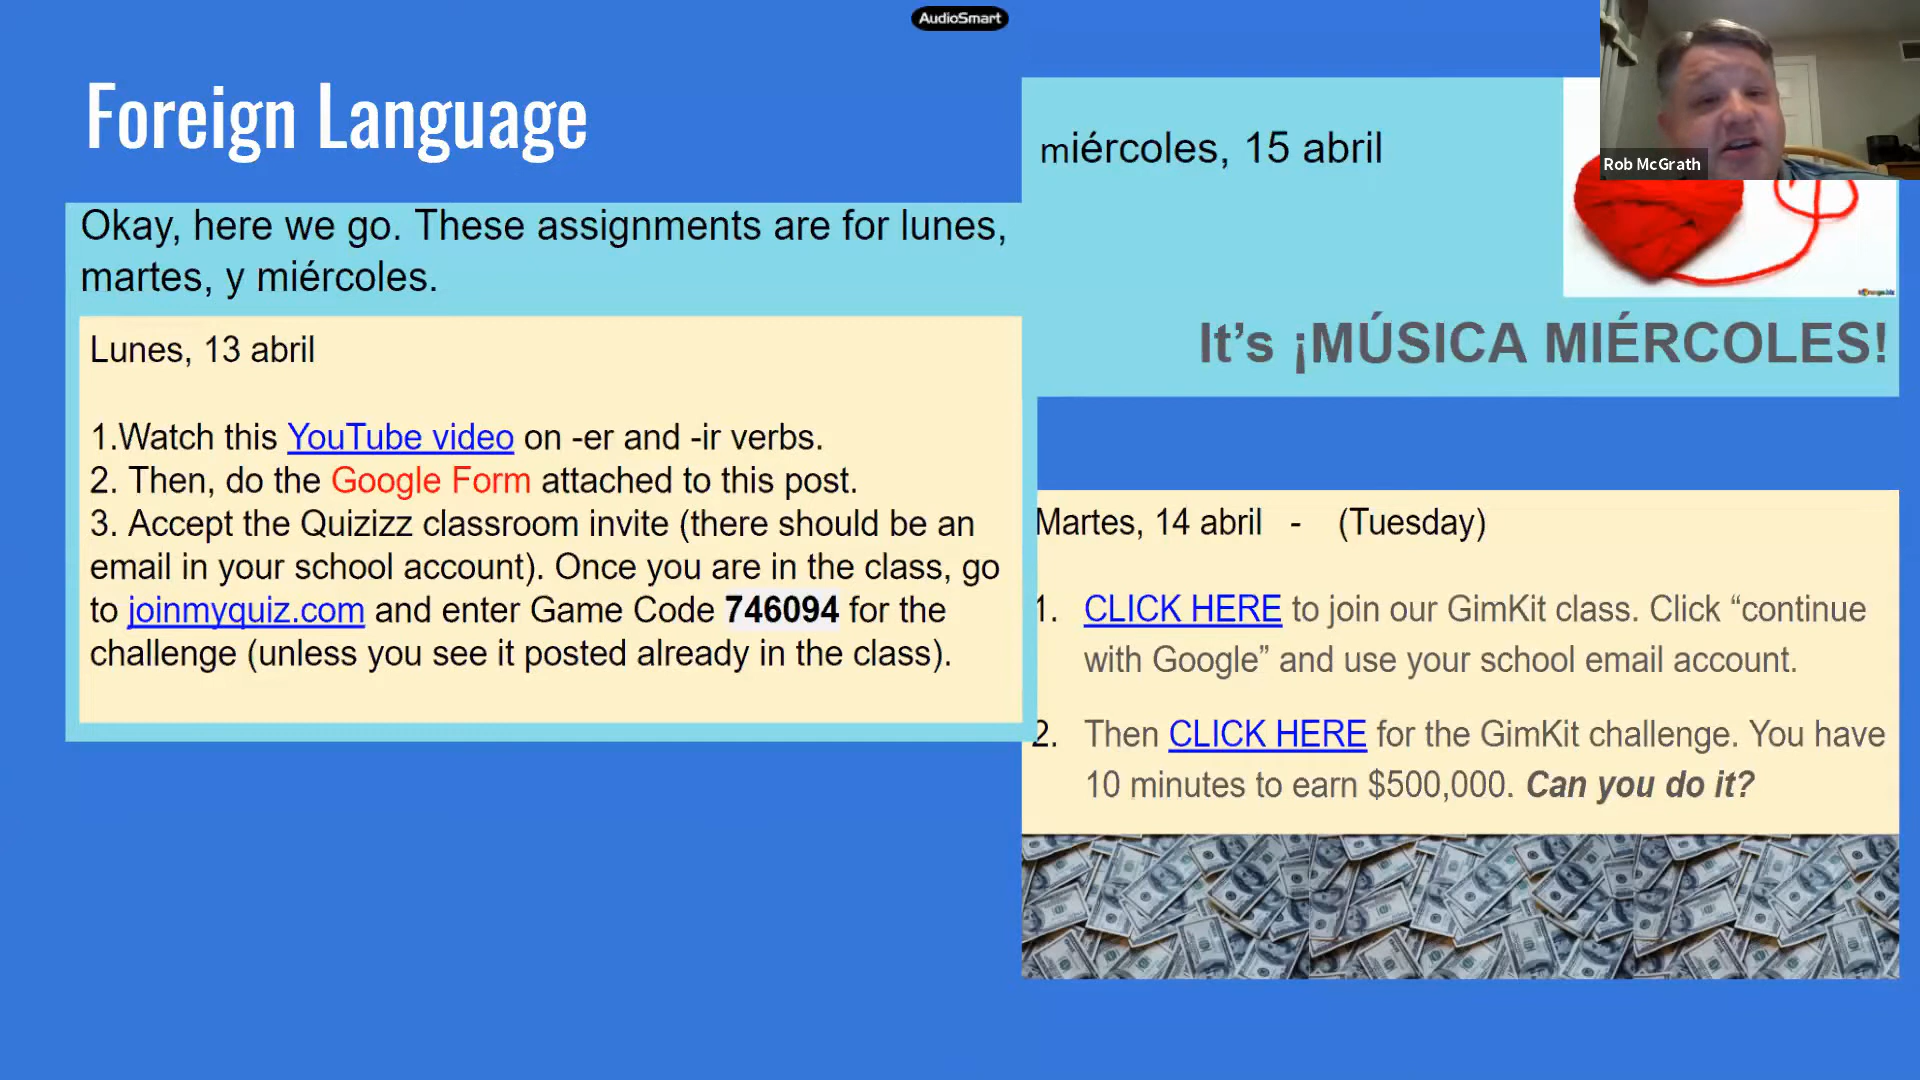 AudioSmart
Foreign Language
Rob McGrath
Okay, here we go. These assignments are for lunes,
martes, y miércoles.
Lunes, 13 abril
1.Watch this YouTube video on -er and -ir verbs.
2. Then, do the Google Form attached to this post.
3. Accept the Quizizz classroom invite (there should be an
email in your school account). Once you are in the class, go
to joinmyquiz.com and enter Game Code 746094 for the
challenge (unless you see it posted already in the class).
miércoles, 15 abril
It's ¡MÚSICA MIÉRCOLES!
Martes, 14 abril - (Tuesday)
1. CLICK HERE to join our GimKit class. Click “continue
with Google” and use your school email account.
2. Then CLICK HERE for the GimKit challenge. You have
10 minutes to earn $500,000. Can you do it?